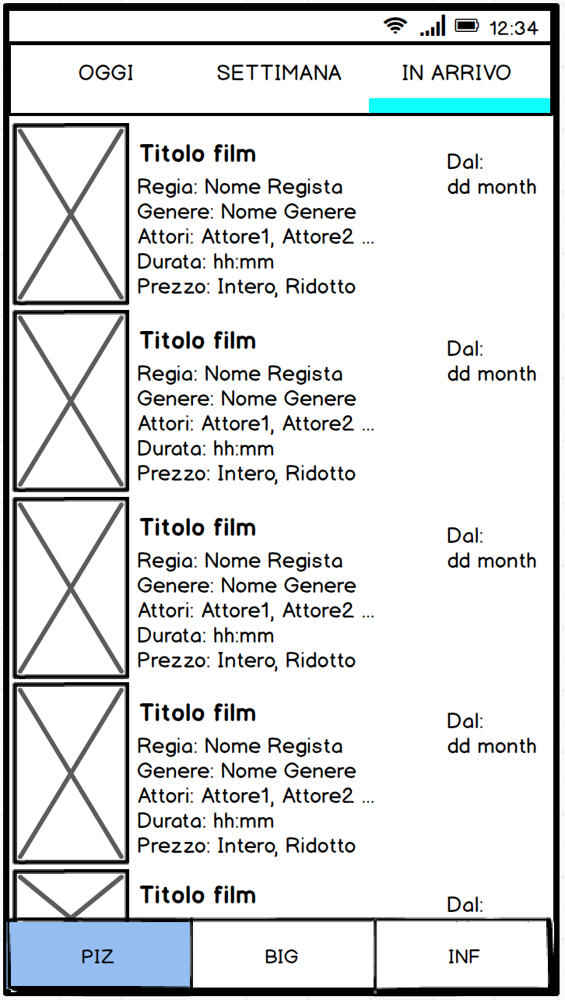 12:34
OGGI SETTIMANA IN ARRIVO
Titolo film
Dal:
Regia: Nome Regista dd month
Genere: Nome Genere
Attori: Attore1, Attore2 ...
Durata: hh:mm
Prezzo: Intero, Ridotto
Titolo film
Dal:
Regia: Nome Regista dd month
Genere: Nome Genere
Attori: Attore1, Attore2 ...
Durata: hh:mm
Prezzo: Intero, Ridotto
Titolo film
Dal:
Regia: Nome Regista dd month
Genere: Nome Genere
Attori: Attore1, Attore2 ...
Durata: hh:mm
Prezzo: Intero, Ridotto
Titolo film
Dal:
Regia: Nome Regista dd month
Genere: Nome Genere
Attori: Attore1, Attore2 ...
Durata: hh:mm
Prezzo: Intero, Ridotto
Titolo film
Dal:
PIZ BIG INF